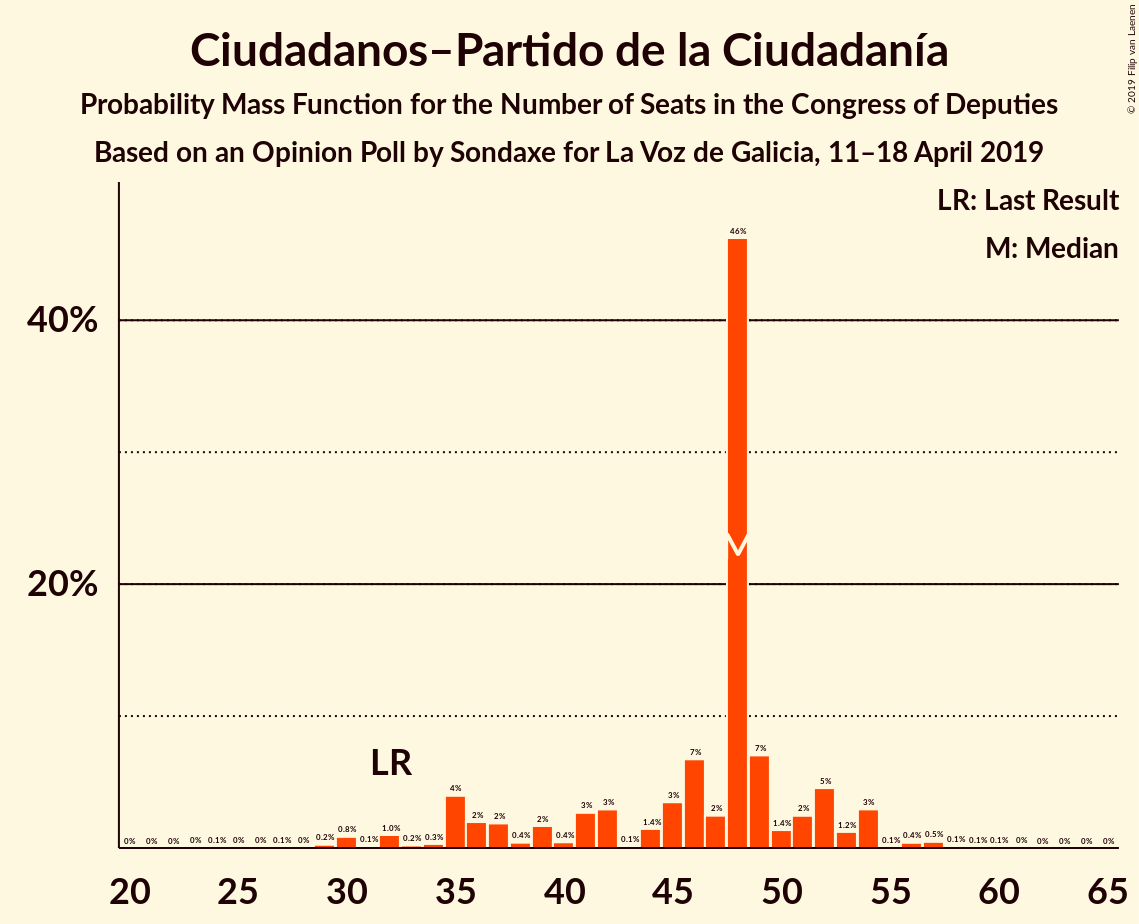 Ciudadanos–Partido de la Ciudadanía
Probability Mass Function for the Number of Seats in the Congress of Deputies
Based on an Opinion Poll by Sondaxe for La Voz de Galicia, 11–18 April 2019
© 2019 Filip van Laenen
LR: Last Result
M: Median
46%
40%
20%
LR
0% 0% 0% 0% 0.1% 0% 0% 0.1% 0% 0.2% 0.8% 0.1% 1.0% 0.2% 0.3% 4% 2% 2% 0.4% 2% 0.4% 3% 3% 0.1% 1.4% 3% 7% 2% 7% 1.4% 2% 5% 1.2% 3% 0.1% 0.4% 0.5% 0.1% 0.1% 0.1% 0% 0% 0% 0% 0%
20 25 30 35 40 45 50 55 60 65